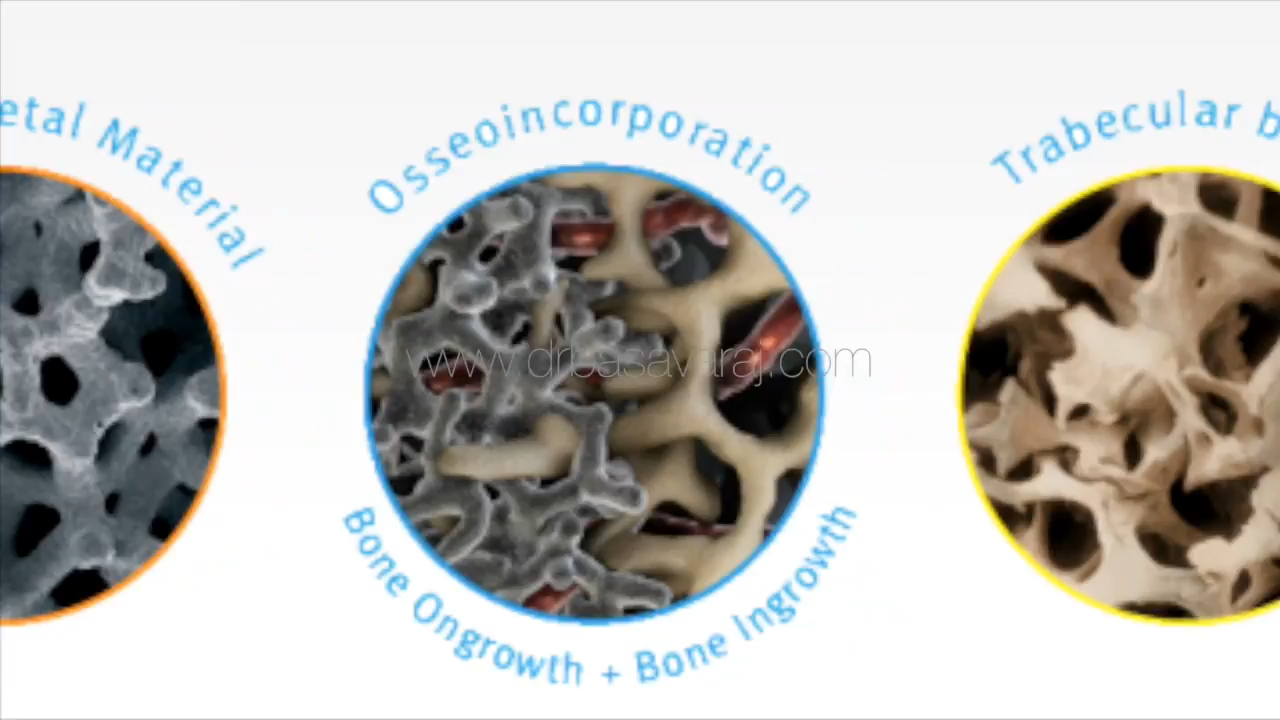 etal Material
Osseoincorporation
Trabecular b
www.drbasavaraj.com
Bone Ongrowth + Bone Ingrowth